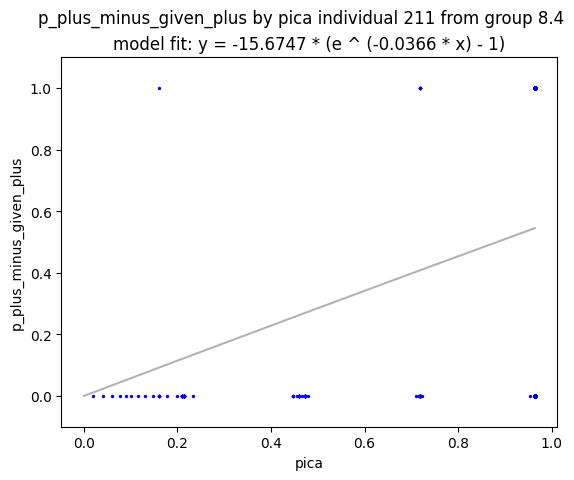 p_plus_minus_given_plus by pica individual 211 from group 8.4
model fit: y = -15.6747 * (e ^ (-0.0366 * x) - 1)
p_plus_minus_given_plus
1.0
0.8
0.6
0.4
0.2
0.0
0.0 0.2 0.4 0.6 0.8 1.0
pica